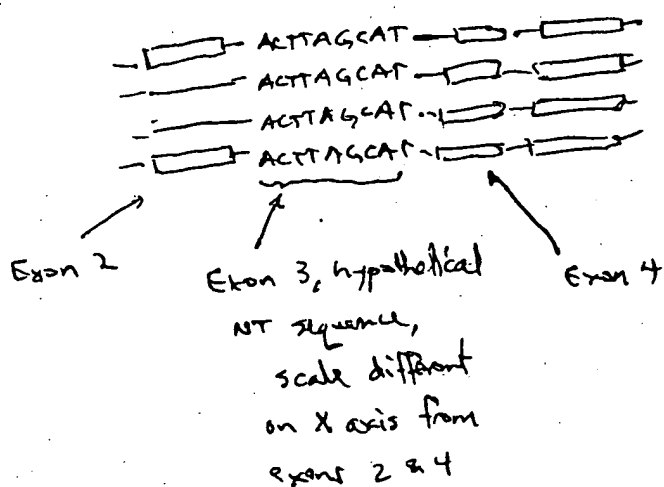 ACTTAGCAT
ACTTAGCAT
ACTTAGCAT
ACTTAGCAT
Exon 2
Exon 3, hypothetical
NT sequence,
scale different
on X axis from
exons 2 & 4
Exon 4